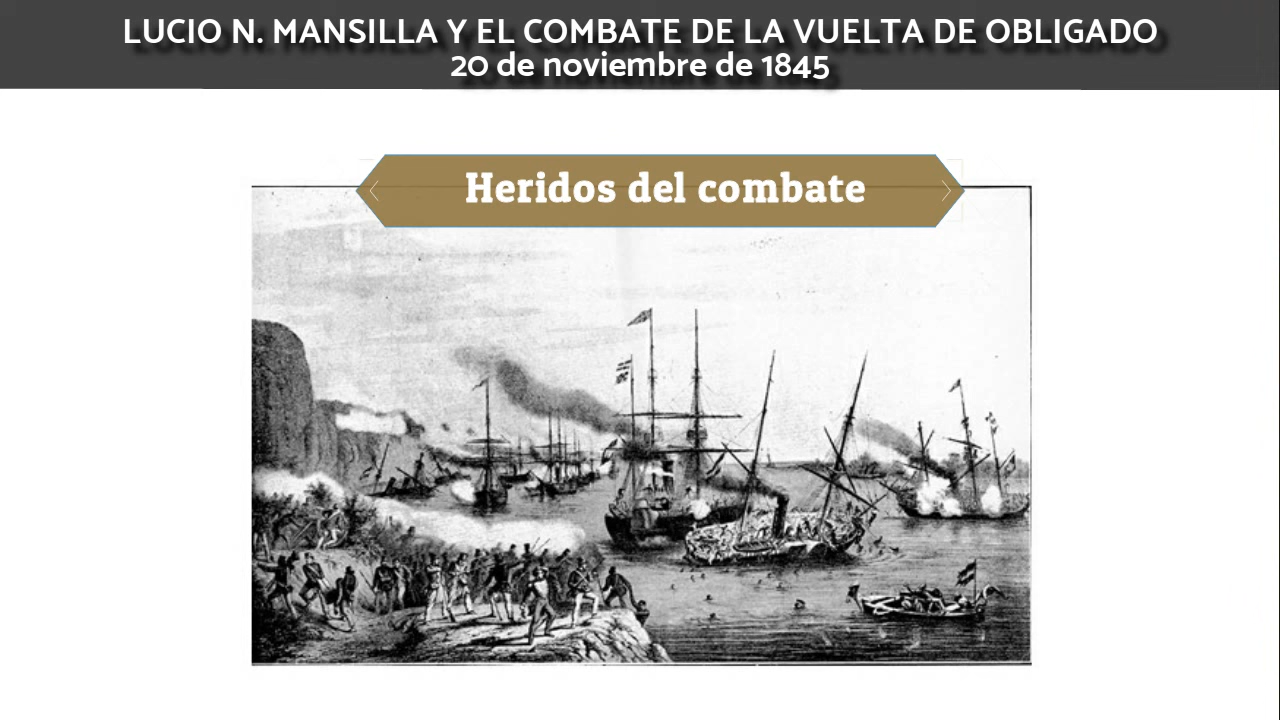 LUCIO N. MANSILLA Y EL COMBATE DE LA VUELTA DE OBLIGADO
20 de noviembre de 1845
Heridos del combate